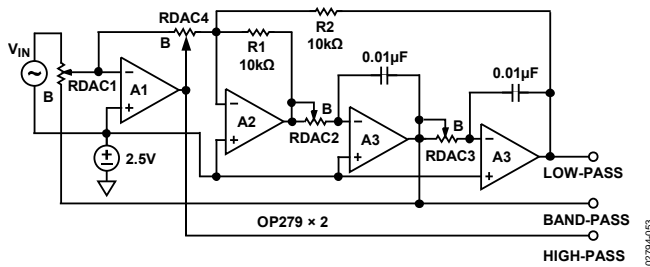 RDAC4
B
R2
10kΩ
VIN
R1
10kΩ
0.01µF
0.01µF
B
RDAC1
−
A1
+
−
A2
+
B
RDAC2
−
A3
+
B
RDAC3
−
A3
+
2.5V
LOW-PASS
OP279 × 2
BAND-PASS
HIGH-PASS
02794-053